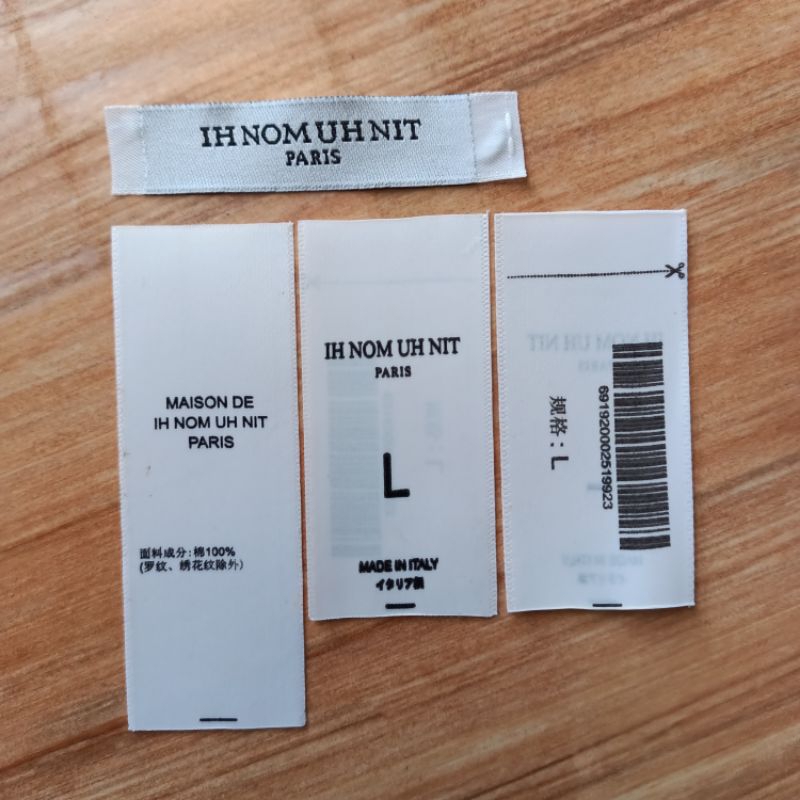 IH NOM UH NIT
PARIS
MAISON DE
IH NOM UH NIT
PARIS
面料成分:棉100%
(罗纹、绣花纹除外)
IH NOM UH NIT
PARIS
L
MADE IN ITALY
イタリア製
规格:L
691920002519923